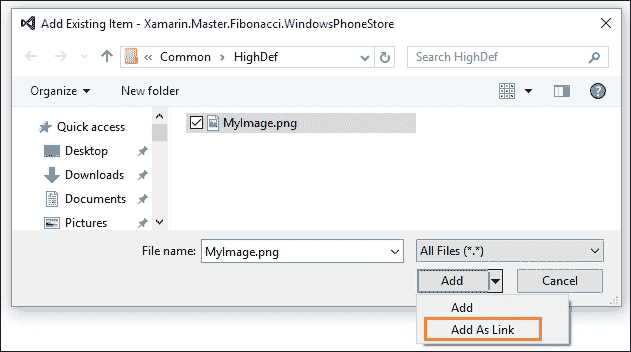 Add Existing Item - Xamarin.Master.Fibonacci.WindowsPhoneStore
« Common > HighDef
Search HighDef
Organize
New folder
Quick access
Desktop
Downloads
Documents
Pictures
MyImage.png
File name:
MyImage.png
All Files (*.*)
Add
Cancel
Add
Add As Link